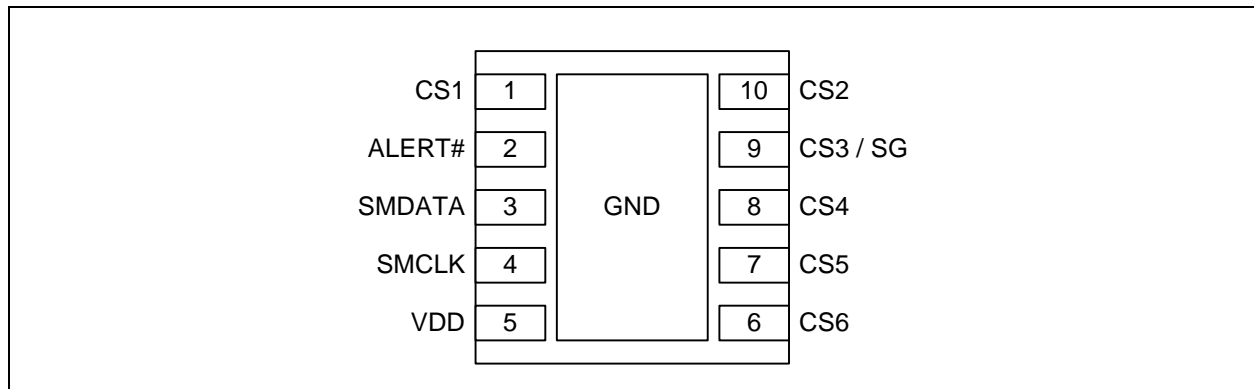 CS1 1 10 CS2
ALERT# 2 9 CS3 / SG
SMDATA 3 GND 8 CS4
SMCLK 4 7 CS5
VDD 5 6 CS6